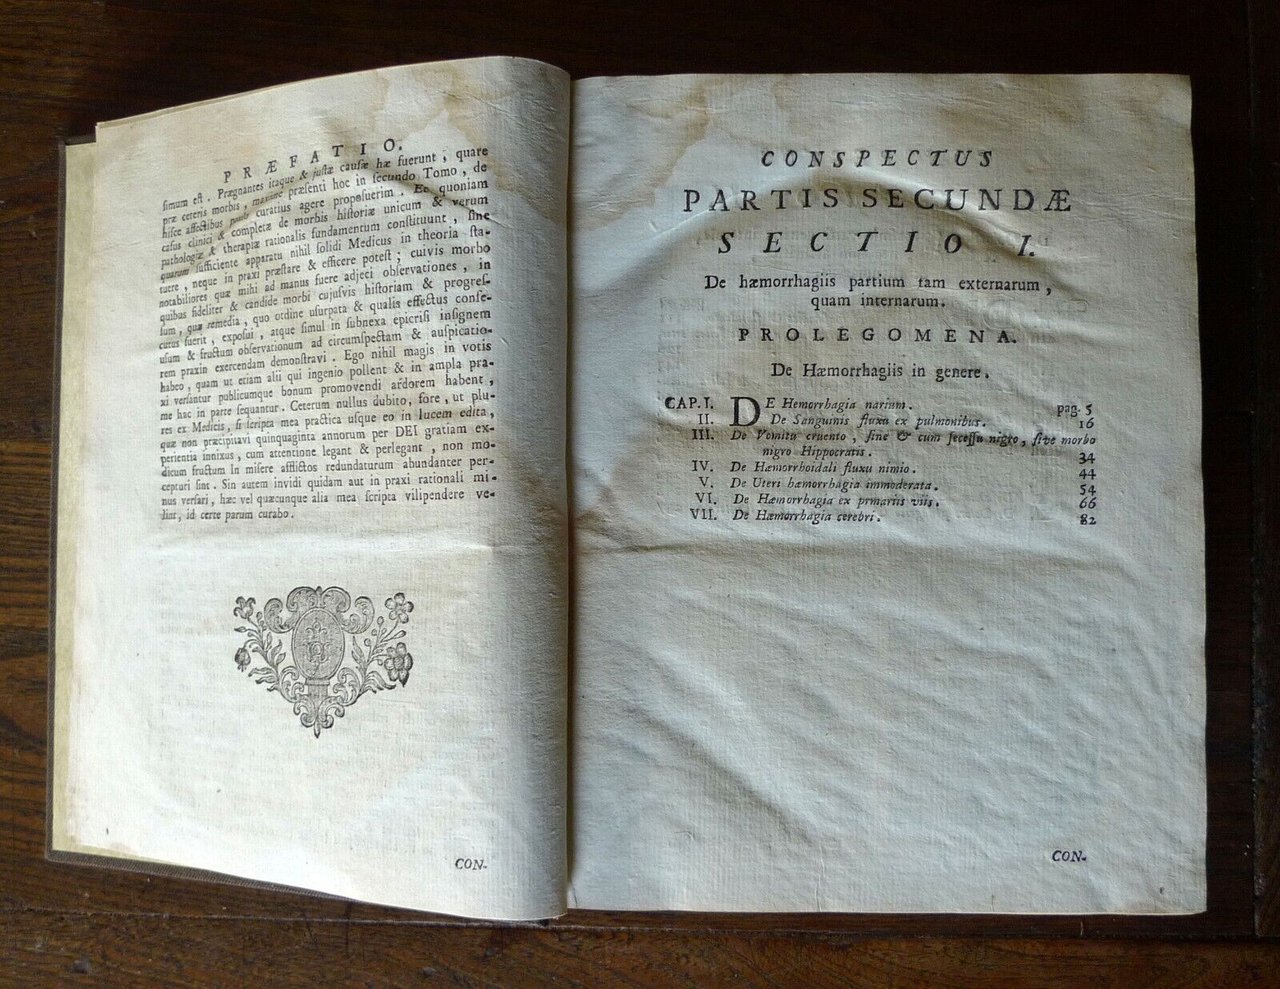 PRÆFATIO.
ſimum eſt. Prægnantes itaque & juſtæ cauſæ hæ fuerunt, quare
præ ceteris morbis, maxime præſenti hoc in ſecundo Tomo, de
hiſce affectibus paulo curatius agere propoſuerim. Et quoniam
caſus clinici & completæ de morbis hiſtoriæ unicum & verum
pathologiæ & therapiæ rationalis fundamentum conſtituunt, ſine
quarum ſufficiente apparatu nihil ſolidi Medicus in theoria ſta-
tuere, neque in praxi præſtare & efficere poteſt; cuivis morbo
notabiliores quæ mihi ad manus fuere adjeci obſervationes, in
quibus fideliter & candide morbi cujuſvis hiſtoriam & progreſ-
ſum, quæ remedia, quo ordine uſurpata & qualis effectus conſe-
cutus fuerit, expoſui, atque ſimul in ſubnexa epicriſi inſignem
uſum & fructum obſervationum ad circumſpectam & auſpicato-
rem praxin exercendam demonſtravi. Ego nihil magis in votis
habeo, quam ut etiam alii qui ingenio pollent & in ampla pra-
xi verſantur publicumque bonum promovendi ardorem habent,
me hac in parte ſequantur. Ceterum nullus dubito, fore, ut plu-
res ex Medicis, ſi ſcripta mea practica uſque eo in lucem edita,
quæ non præcipitavi quinquaginta annorum per DEI gratiam ex-
perientia innixus, cum attentione legant & perlegant, non mo-
dicum fructum in miſere afflictos redundaturum abundanter per-
cepturi ſint. Sin autem invidi quidam aut in praxi rationali mi-
nus verſari, hæc vel quæcunque alia mea ſcripta vilipendere ve-
lint, id certe parum curabo.
CON-
CONSPECTUS
PARTIS SECUNDÆ
SECTIO I.
De hæmorrhagiis partium tam externarum,
quam internarum.
PROLEGOMENA.
De Hæmorrhagiis in genere.
CAP. I. DE Hemorrhagia narium. pag. 5
II. De Sanguinis fluxu ex pulmonibus. 16
III. De Vomitu cruento, ſine & cum ſeceſſu nigro, ſive morbo
nigro Hippocratis. 34
IV. De Hæmorrhoidali fluxu nimio. 44
V. De Uteri hæmorrhagia immoderata. 54
VI. De Hæmorrhagia ex prmariis viis. 66
VII. De Hæmorrhagia cerebri. 82
CON-